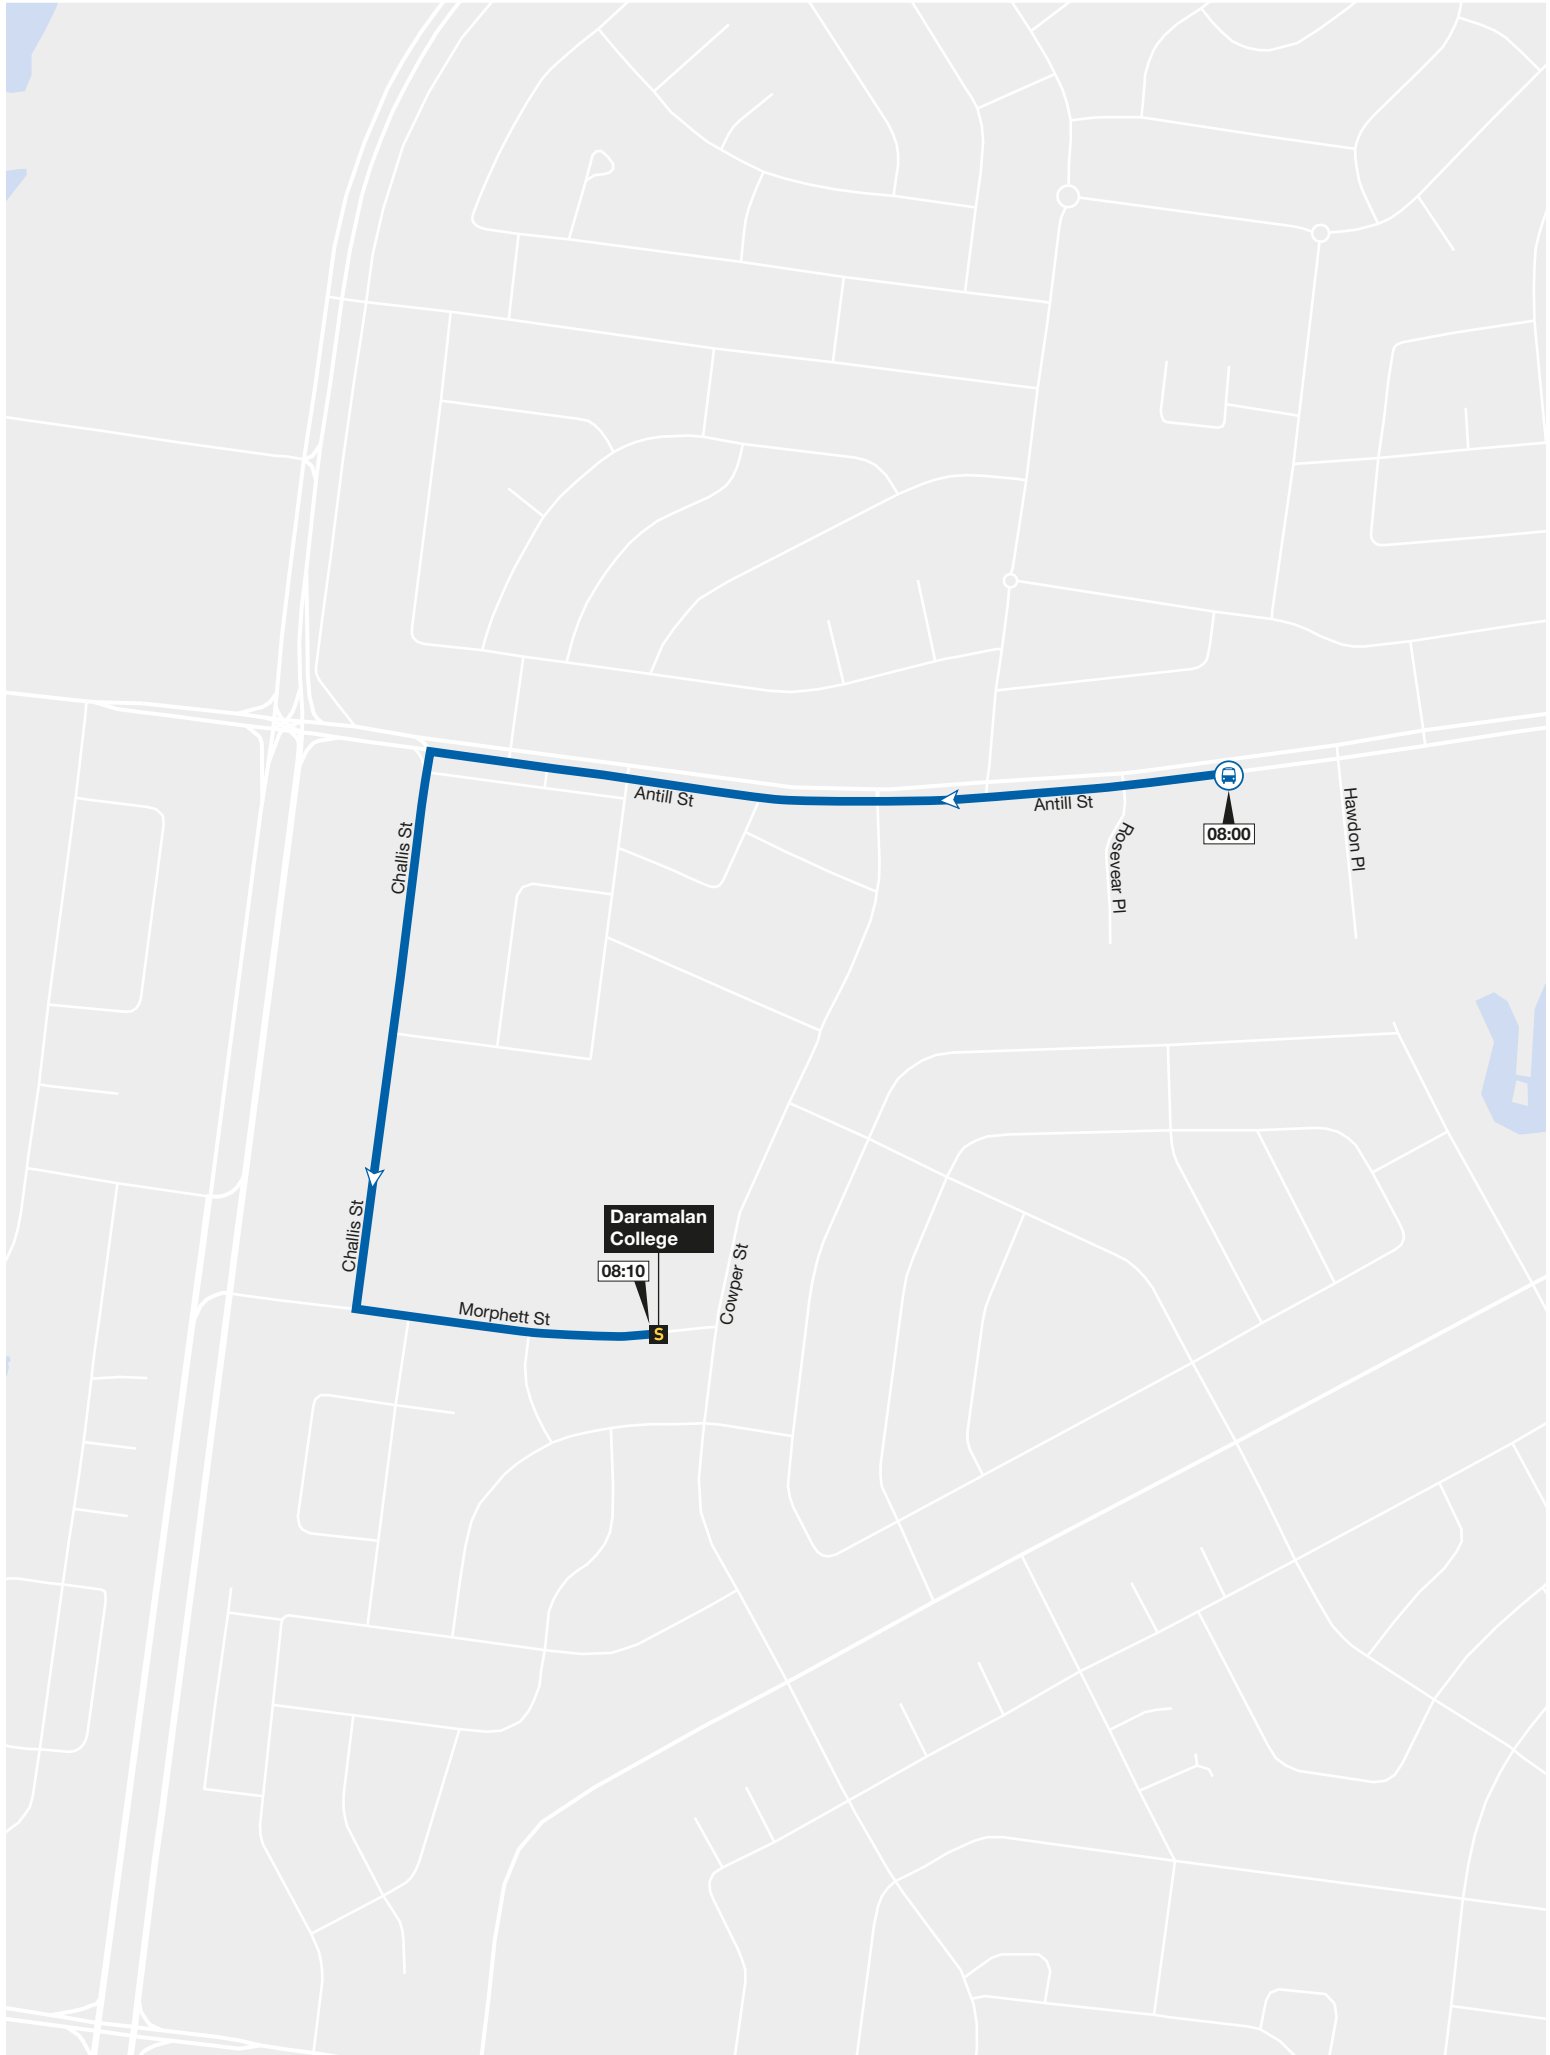 Antill St
Antill St
Rosevear Pl
08:00
Hawdon Pl
Challis St
Challis St
Daramalan
College
08:10
S
Morphett St
Cowper St